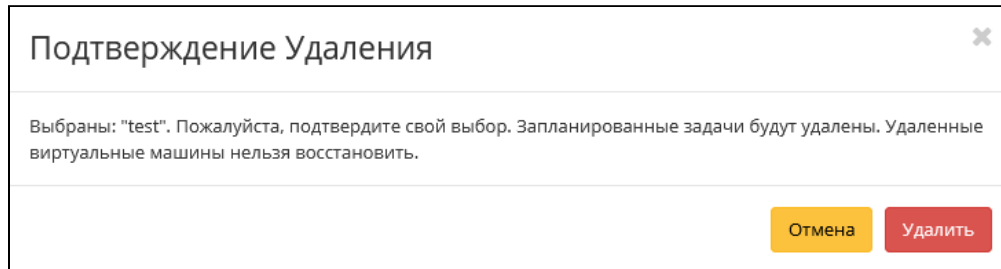 Подтверждение Удаления
Выбраны: "test". Пожалуйста, подтвердите свой выбор. Запланированные задачи будут удалены. Удаленные
виртуальные машины нельзя восстановить.
Отмена Удалить